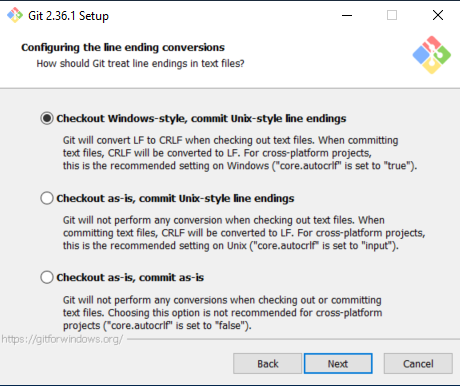 Git 2.36.1 Setup
Configuring the line ending conversions
How should Git treat line endings in text files?
Checkout Windows-style, commit Unix-style line endings
Git will convert LF to CRLF when checking out text files. When committing
text files, CRLF will be converted to LF. For cross-platform projects,
this is the recommended setting on Windows ("core.autocrlf" is set to "true").
Checkout as-is, commit Unix-style line endings
Git will not perform any conversion when checking out text files. When
committing text files, CRLF will be converted to LF. For cross-platform projects,
this is the recommended setting on Unix ("core.autocrlf" is set to "input").
Checkout as-is, commit as-is
Git will not perform any conversions when checking out or committing
text files. Choosing this option is not recommended for cross-platform
projects ("core.autocrlf" is set to "false").
https://gitforwindows.org/
Back Next Cancel